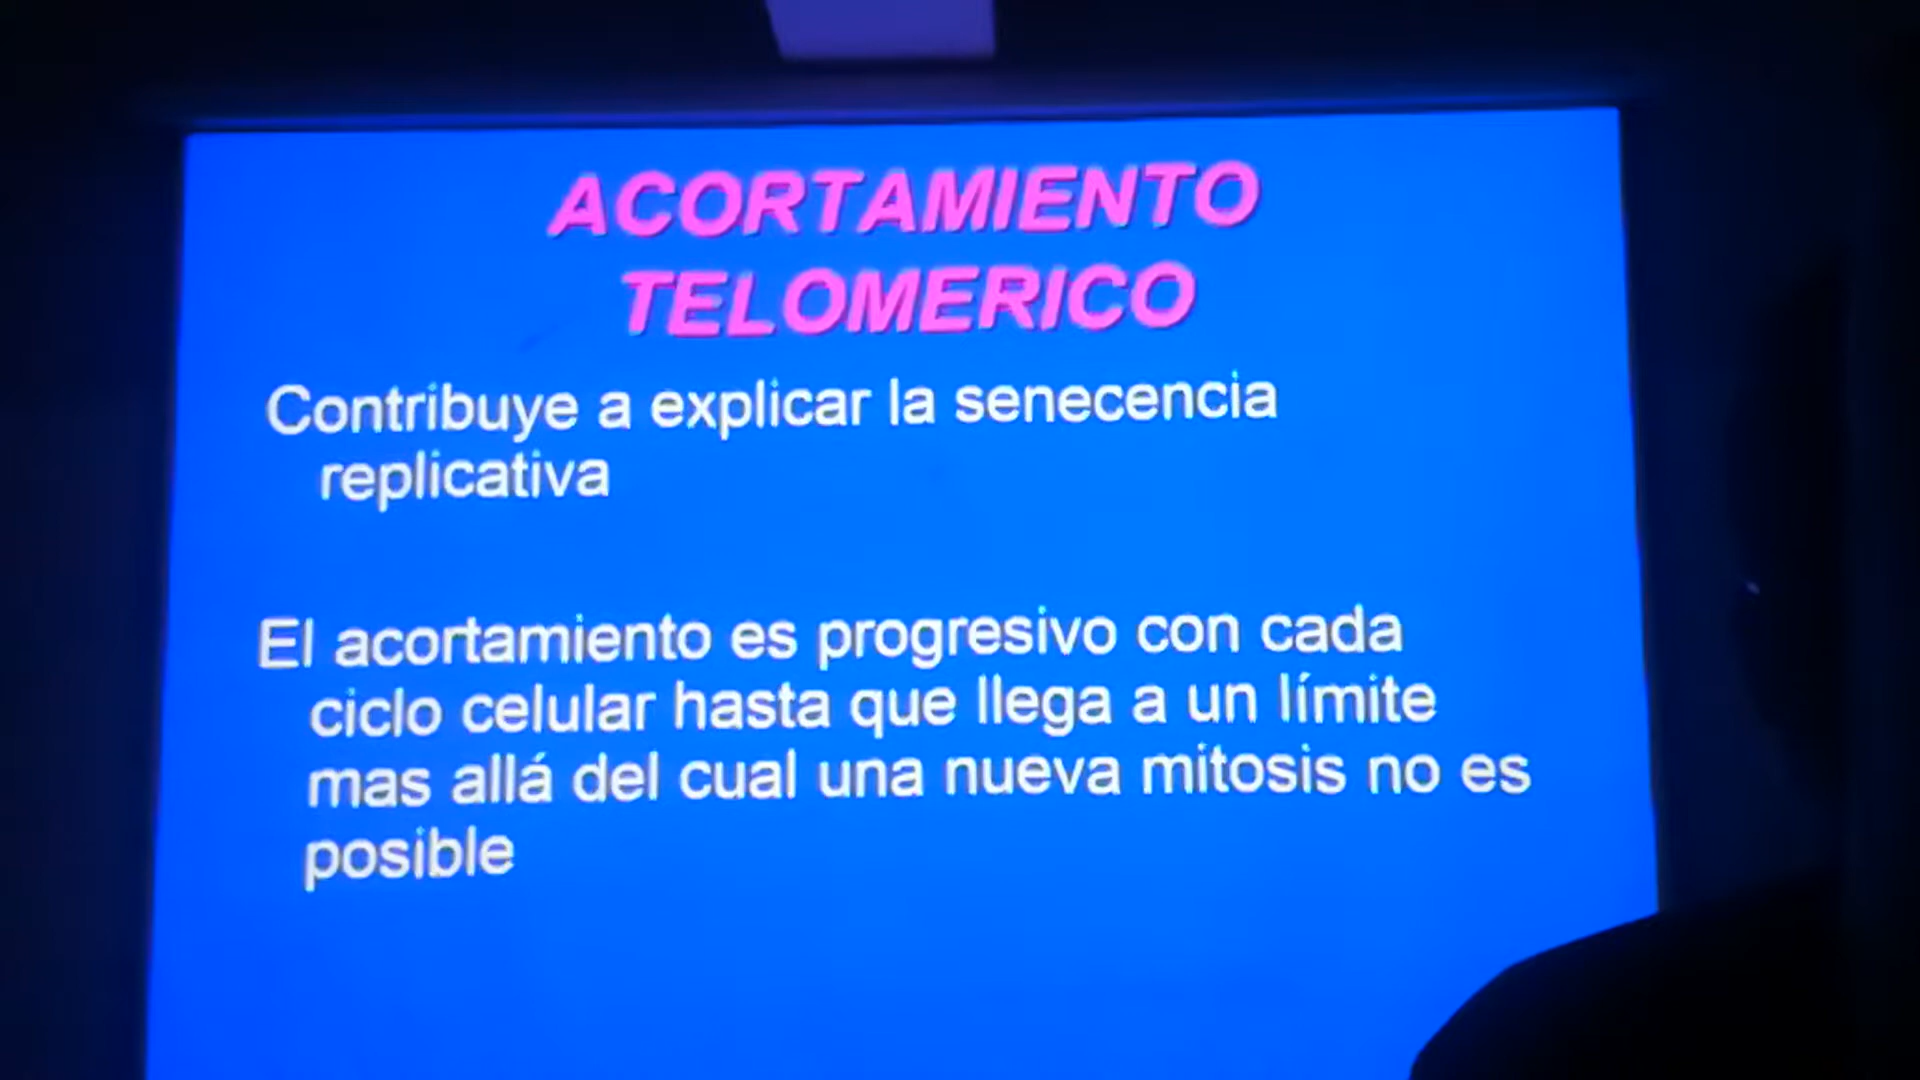 ACORTAMIENTO
TELOMERICO
Contribuye a explicar la senecencia
replicativa
El acortamiento es progresivo con cada
ciclo celular hasta que llega a un límite
mas allá del cual una nueva mitosis no es
posible